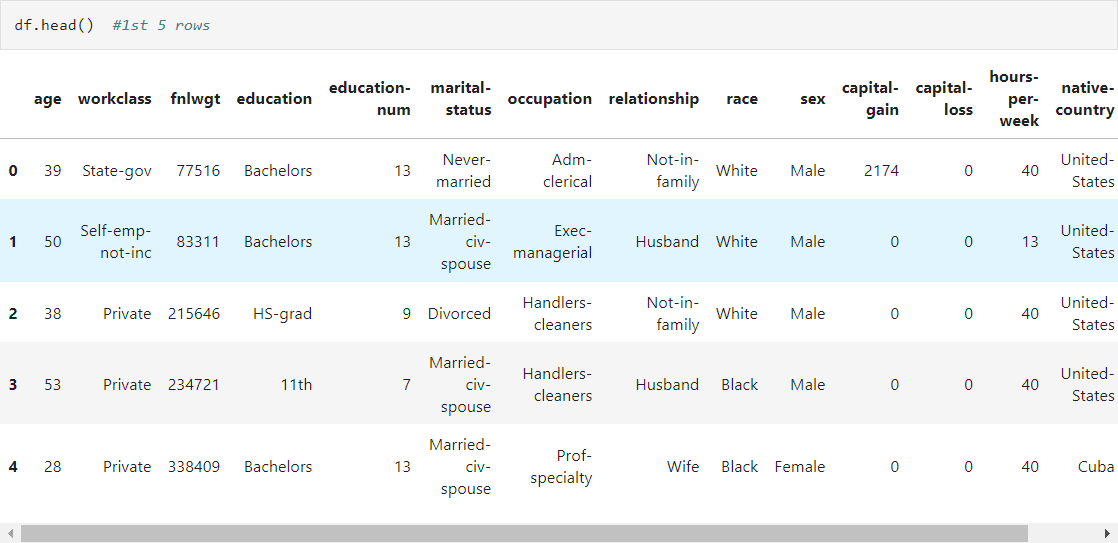 df.head()  #1st 5 rows
age workclass fnlwgt education education-num marital-status occupation relationship race sex capital-gain capital-loss hours-per-week native-country
0 39 State-gov 77516 Bachelors 13 Never-married Adm-clerical Not-in-family White Male 2174 0 40 United-States
1 50 Self-emp-not-inc 83311 Bachelors 13 Married-civ-spouse Exec-managerial Husband White Male 0 0 13 United-States
2 38 Private 215646 HS-grad 9 Divorced Handlers-cleaners Not-in-family White Male 0 0 40 United-States
3 53 Private 234721 11th 7 Married-civ-spouse Handlers-cleaners Husband Black Male 0 0 40 United-States
4 28 Private 338409 Bachelors 13 Married-civ-spouse Prof-specialty Wife Black Female 0 0 40 Cuba